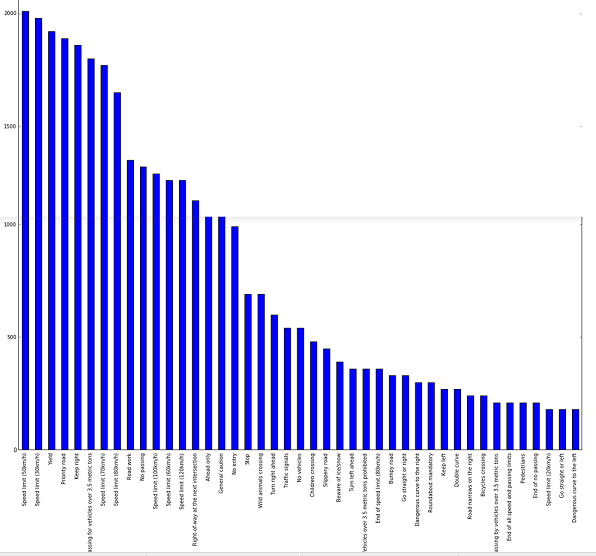 2000
1500
1000
500
0
Speed limit (50km/h)
Speed limit (30km/h)
Yield
Priority road
Keep right
assing for vehicles over 3.5 metric tons
Speed limit (70km/h)
Speed limit (80km/h)
Road work
No passing
Speed limit (100km/h)
Speed limit (60km/h)
Speed limit (120km/h)
Right-of-way at the next intersection
Ahead only
General caution
No entry
Stop
Wild animals crossing
Turn right ahead
Traffic signals
No vehicles
Children crossing
Slippery road
Beware of ice/snow
Turn left ahead
ehicles over 3.5 metric tons prohibited
End of speed limit (80km/h)
Bumpy road
Go straight or right
Dangerous curve to the right
Roundabout mandatory
Keep left
Double curve
Road narrows on the right
Bicycles crossing
assing by vehicles over 3.5 metric tons
End of all speed and passing limits
Pedestrians
End of no passing
Speed limit (20km/h)
Go straight or left
Dangerous curve to the left